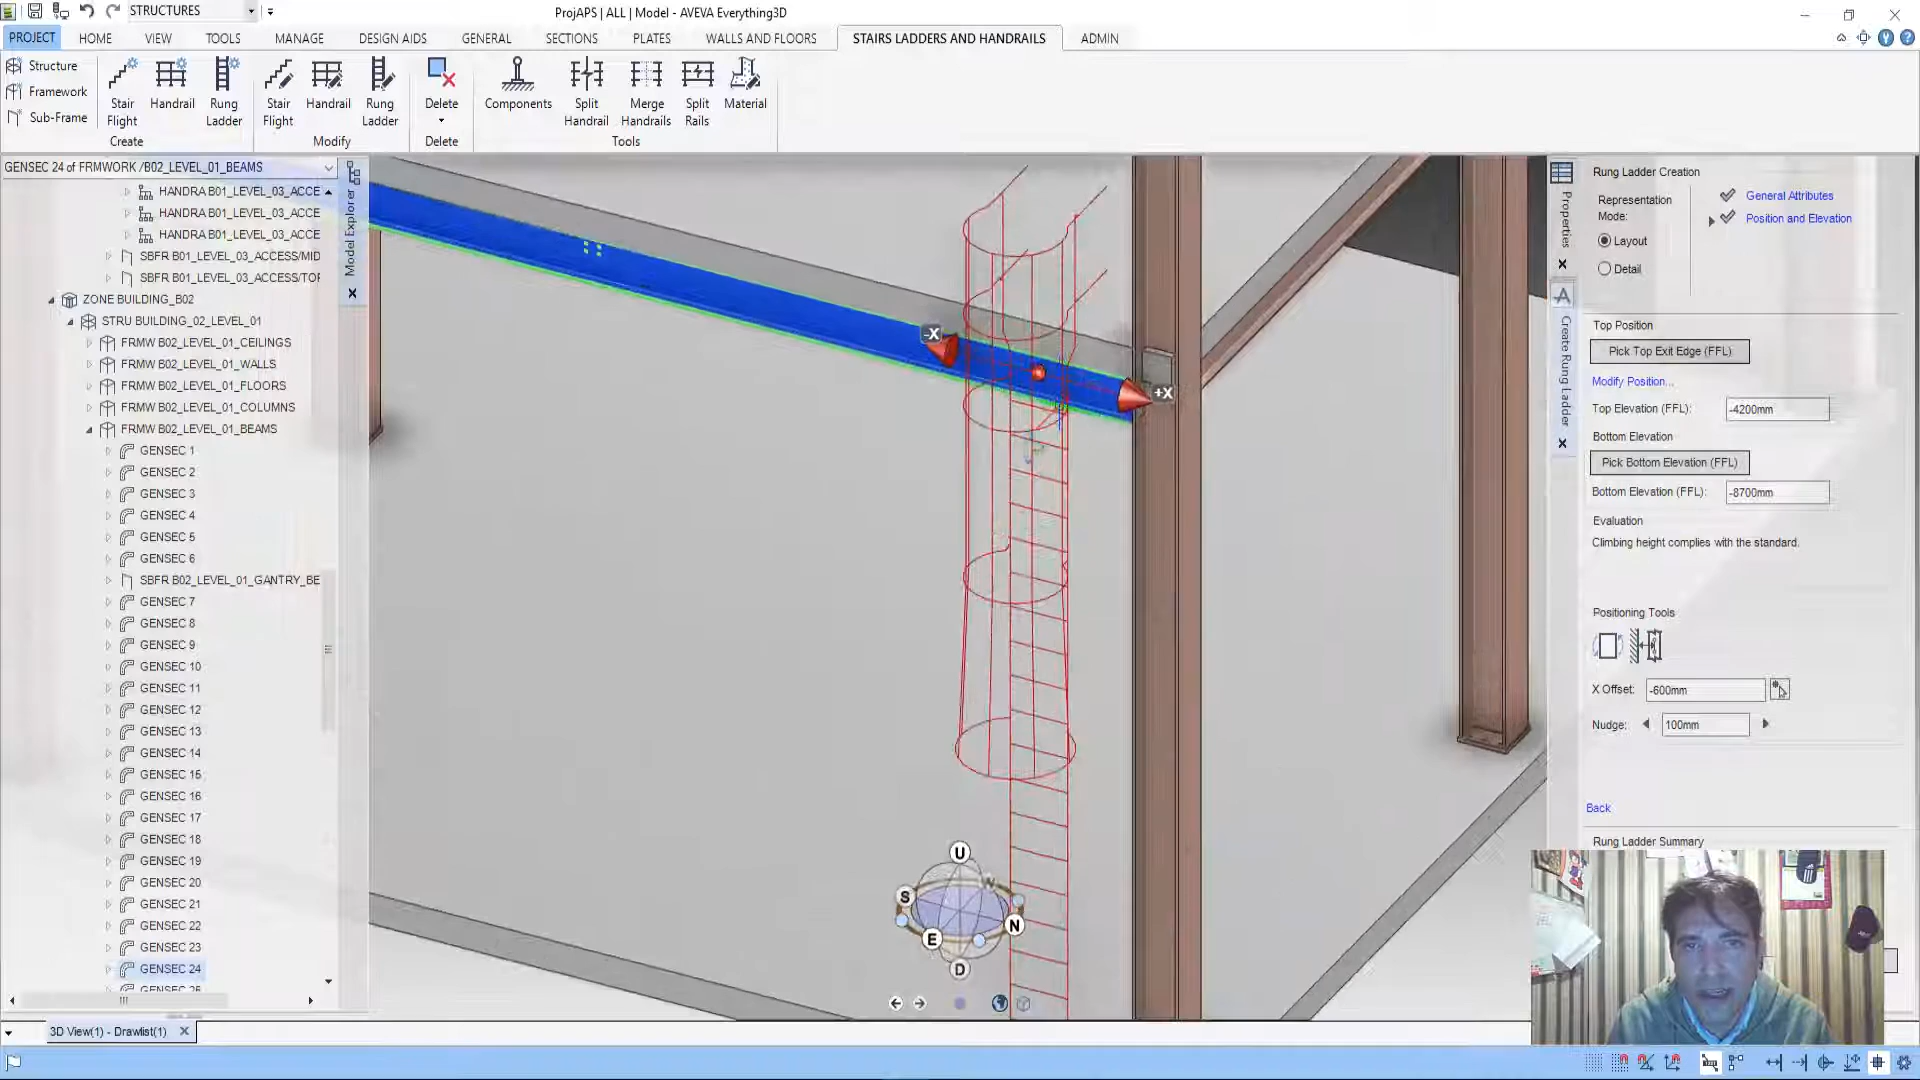 STRUCTURES
ProjAPS | ALL | Model - AVEVA Everything3D
PROJECT HOME VIEW TOOLS MANAGE DESIGN AIDS GENERAL SECTIONS PLATES WALLS AND FLOORS STAIRS LADDERS AND HANDRAILS ADMIN
Structure
Framework
Sub-Frame
Stair Flight
Handrail
Rung Ladder
Create
Stair Flight
Handrail
Rung Ladder
Modify
Delete
Delete
Components
Split Handrail
Merge Handrails
Split Rails
Material
Tools
GENSEC 24 of FRMWORK /B02_LEVEL_01_BEAMS
HANDRA B01_LEVEL_03_ACCE
HANDRA B01_LEVEL_03_ACCE
HANDRA B01_LEVEL_03_ACCE
SBFR B01_LEVEL_03_ACCESS/MID
SBFR B01_LEVEL_03_ACCESS/TOF
ZONE BUILDING_B02
STRU BUILDING_02_LEVEL_01
FRMW B02_LEVEL_01_CEILINGS
FRMW B02_LEVEL_01_WALLS
FRMW B02_LEVEL_01_FLOORS
FRMW B02_LEVEL_01_COLUMNS
FRMW B02_LEVEL_01_BEAMS
GENSEC 1
GENSEC 2
GENSEC 3
GENSEC 4
GENSEC 5
GENSEC 6
SBFR B02_LEVEL_01_GANTRY_BE
GENSEC 7
GENSEC 8
GENSEC 9
GENSEC 10
GENSEC 11
GENSEC 12
GENSEC 13
GENSEC 14
GENSEC 15
GENSEC 16
GENSEC 17
GENSEC 18
GENSEC 19
GENSEC 20
GENSEC 21
GENSEC 22
GENSEC 23
GENSEC 24
Model Explorer
-X
+X
U
S
N
E
N
D
Properties
Create Rung Ladder
Rung Ladder Creation
Representation Mode:
Layout
Detail
General Attributes
Position and Elevation
Top Position
Pick Top Exit Edge (FFL)
Modify Position...
Top Elevation (FFL): -4200mm
Bottom Elevation
Pick Bottom Elevation (FFL)
Bottom Elevation (FFL): -8700mm
Evaluation
Climbing height complies with the standard.
Positioning Tools
X Offset: -600mm
Nudge: 100mm
Back
Rung Ladder Summary
3D View(1) - Drawlist(1)